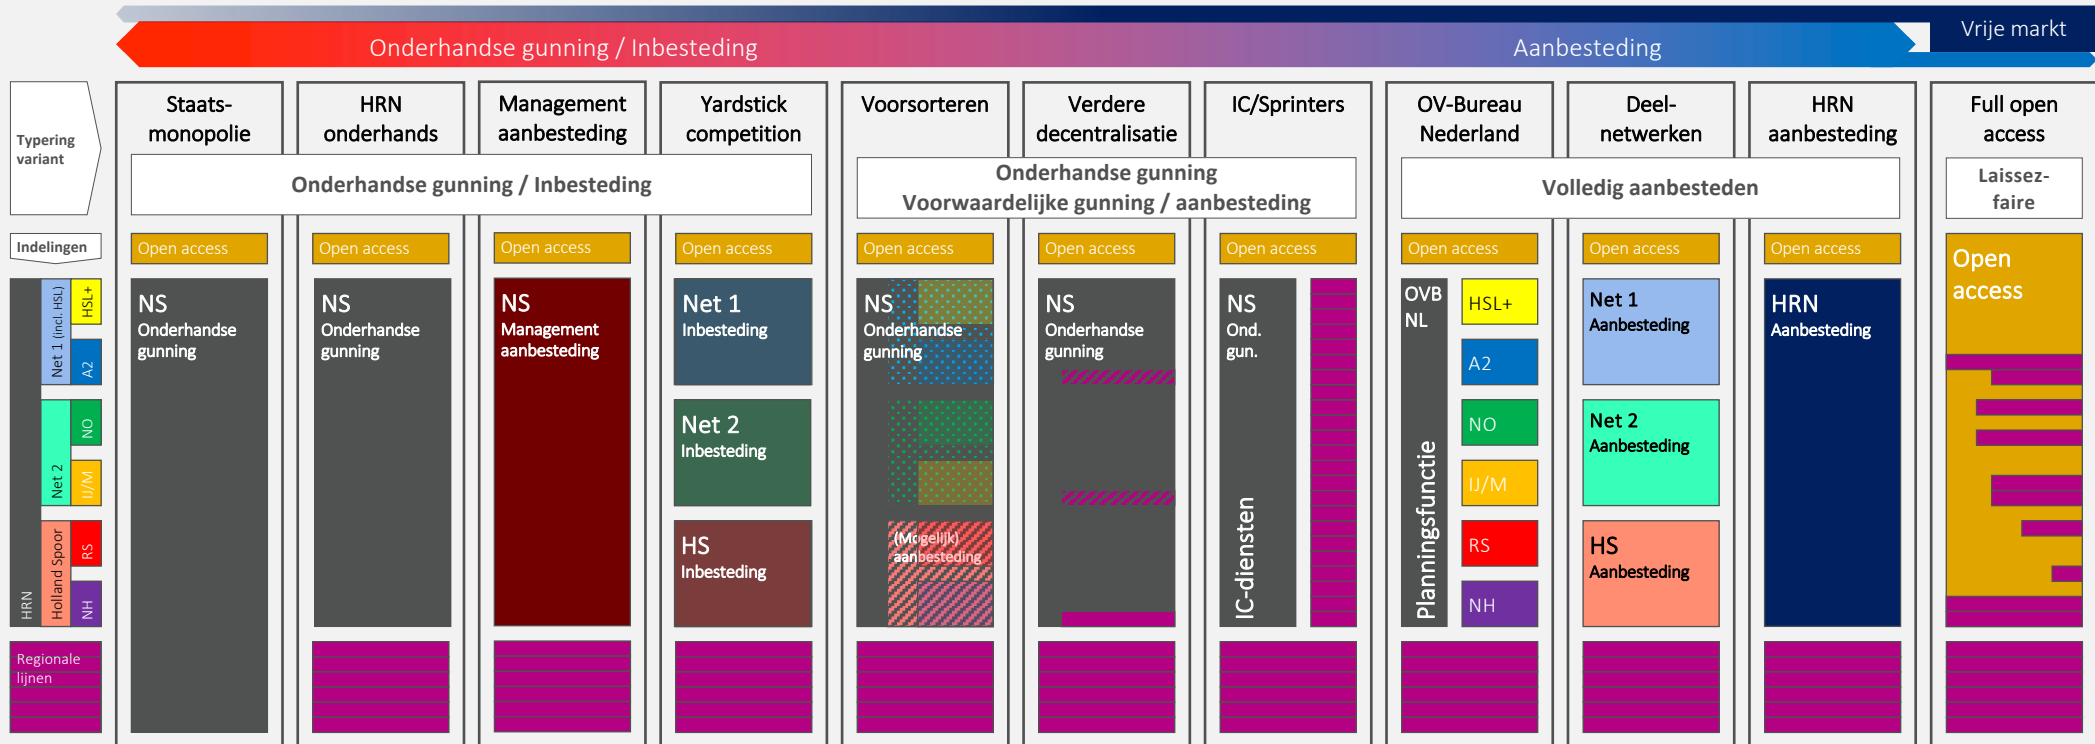 Onderhandse gunning / Inbesteding
Aanbesteding
Vrije markt
Typering
variant
Staats-
monopolie
HRN
onderhands
Management
aanbesteding
Yardstick
competition
Voorsorteren
Verdere
decentralisatie
IC/Sprinters
OV-Bureau
Nederland
Deel-
netwerken
HRN
aanbesteding
Full open
access
Onderhandse gunning / Inbesteding
Onderhandse gunning
Voorwaardelijke gunning / aanbesteding
Volledig aanbesteden
Laissez-
faire
Indelingen
Open access
Open access
Open access
Open access
Open access
Open access
Open access
Open access
Open access
Open access
Open
access
HRN
Net 1 (incl. HSL)
Net 2
Holland Spoor
HSL+
A2
NO
IJ/M
RS
NH
Regionale
lijnen
NS
Onderhandse
gunning
NS
Onderhandse
gunning
NS
Management
aanbesteding
Net 1
Inbesteding
Net 2
Inbesteding
HS
Inbesteding
NS
Onderhandse
gunning
(Mogelijk)
aanbesteding
NS
Onderhandse
gunning
NS
Ond.
gun.
IC-diensten
OVB
NL
Planningsfunctie
HSL+
A2
NO
IJ/M
RS
NH
Net 1
Aanbesteding
Net 2
Aanbesteding
HS
Aanbesteding
HRN
Aanbesteding